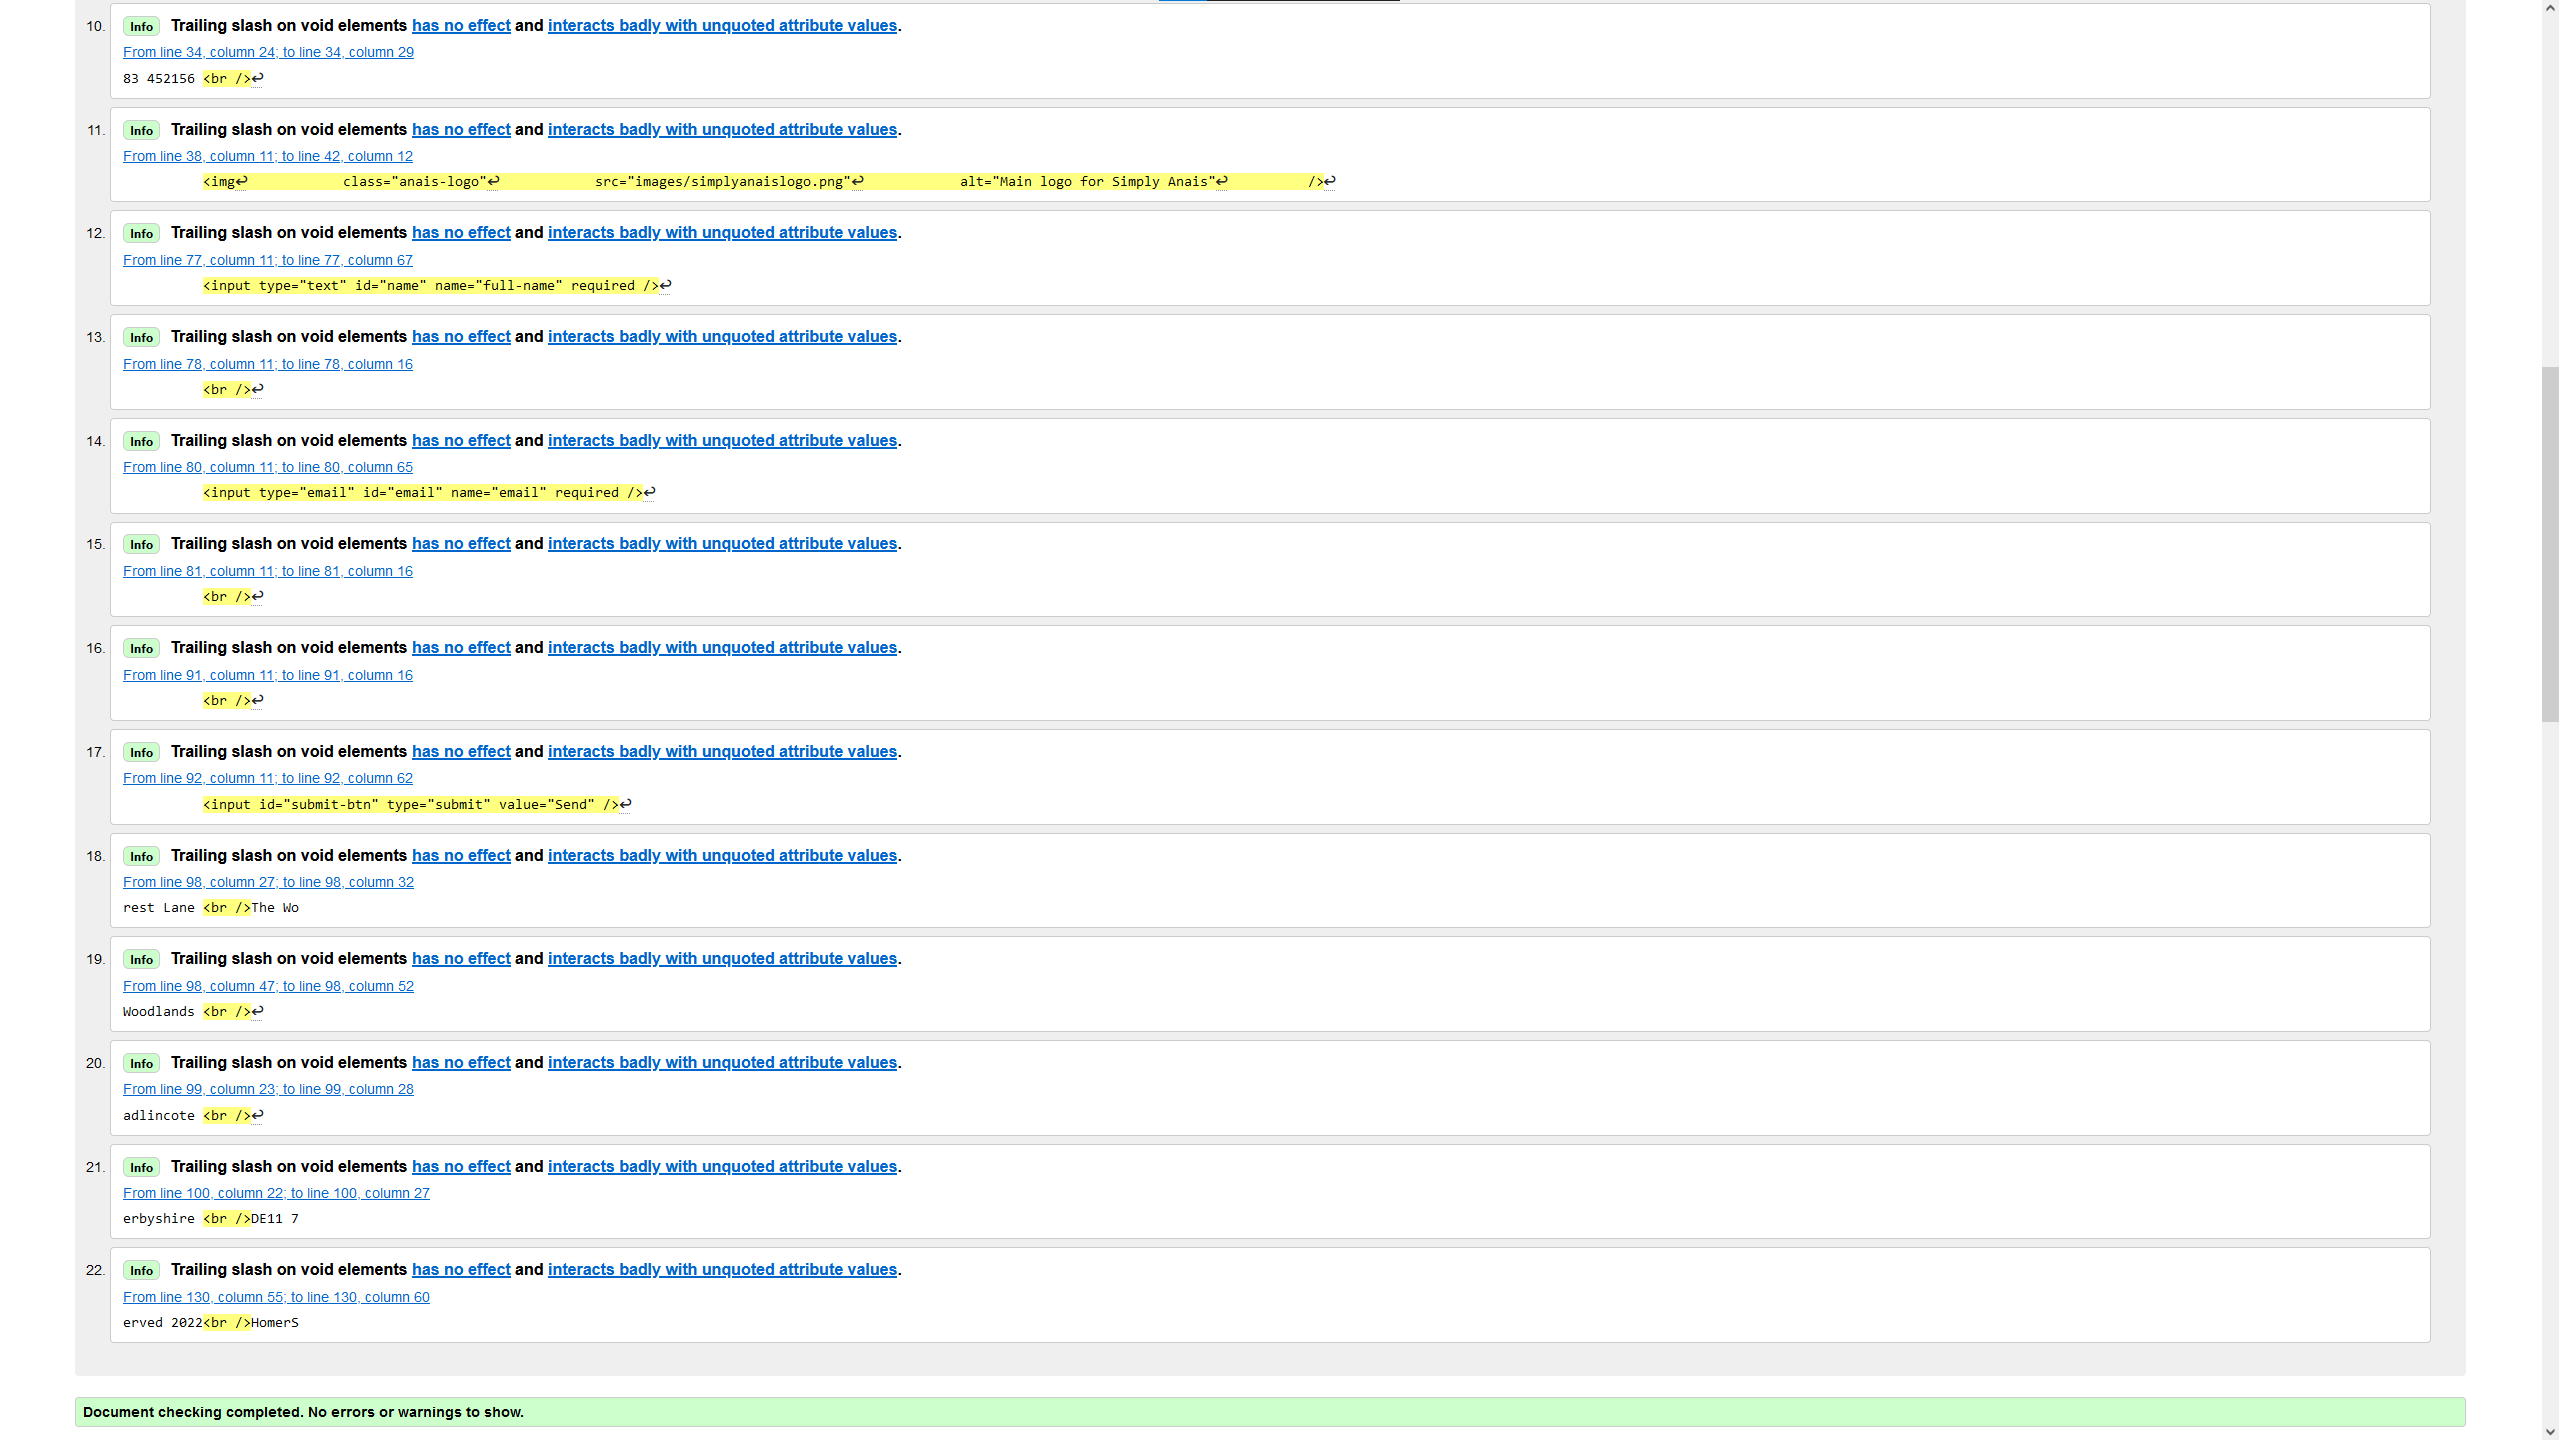 10. Info Trailing slash on void elements has no effect and interacts badly with unquoted attribute values.
From line 34, column 24; to line 34, column 29
83 452156 <br />↩
11. Info Trailing slash on void elements has no effect and interacts badly with unquoted attribute values.
From line 38, column 11; to line 42, column 12
<img↩ class="anais-logo"↩ src="images/simplyanaislogo.png"↩ alt="Main logo for Simply Anais"↩ />↩
12. Info Trailing slash on void elements has no effect and interacts badly with unquoted attribute values.
From line 77, column 11; to line 77, column 67
<input type="text" id="name" name="full-name" required />↩
13. Info Trailing slash on void elements has no effect and interacts badly with unquoted attribute values.
From line 78, column 11; to line 78, column 16
<br />↩
14. Info Trailing slash on void elements has no effect and interacts badly with unquoted attribute values.
From line 80, column 11; to line 80, column 65
<input type="email" id="email" name="email" required />↩
15. Info Trailing slash on void elements has no effect and interacts badly with unquoted attribute values.
From line 81, column 11; to line 81, column 16
<br />↩
16. Info Trailing slash on void elements has no effect and interacts badly with unquoted attribute values.
From line 91, column 11; to line 91, column 16
<br />↩
17. Info Trailing slash on void elements has no effect and interacts badly with unquoted attribute values.
From line 92, column 11; to line 92, column 62
<input id="submit-btn" type="submit" value="Send" />↩
18. Info Trailing slash on void elements has no effect and interacts badly with unquoted attribute values.
From line 98, column 27; to line 98, column 32
rest Lane <br />The Wo
19. Info Trailing slash on void elements has no effect and interacts badly with unquoted attribute values.
From line 98, column 47; to line 98, column 52
Woodlands <br />↩
20. Info Trailing slash on void elements has no effect and interacts badly with unquoted attribute values.
From line 99, column 23; to line 99, column 28
adlincote <br />↩
21. Info Trailing slash on void elements has no effect and interacts badly with unquoted attribute values.
From line 100, column 22; to line 100, column 27
erbyshire <br />DE11 7
22. Info Trailing slash on void elements has no effect and interacts badly with unquoted attribute values.
From line 130, column 55; to line 130, column 60
erved 2022<br />HomerS
Document checking completed. No errors or warnings to show.